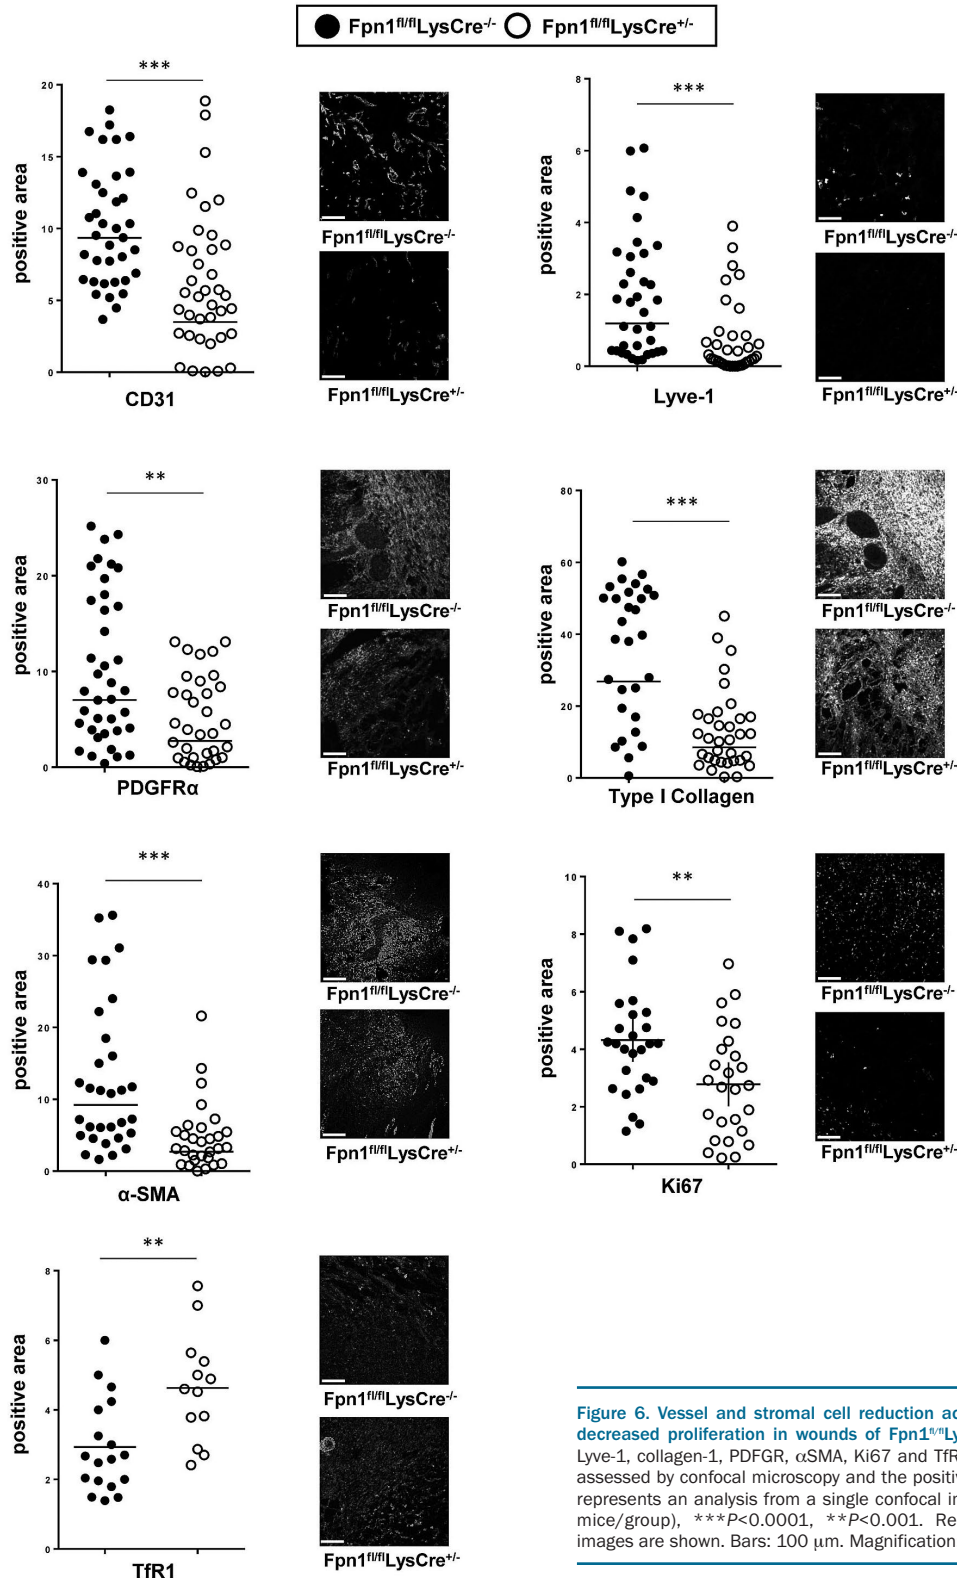 Fpn1fl/flLysCre-/- Fpn1fl/flLysCre+/-
***
20
15
10
5
0
positive area
CD31
Fpn1fl/flLysCre-/-
Fpn1fl/flLysCre+/-
***
8
6
4
2
0
positive area
Lyve-1
Fpn1fl/flLysCre-/-
Fpn1fl/flLysCre+/-
**
30
20
10
0
positive area
PDGFRα
Fpn1fl/flLysCre-/-
Fpn1fl/flLysCre+/-
***
80
60
40
20
0
positive area
Type I Collagen
Fpn1fl/flLysCre-/-
Fpn1fl/flLysCre+/-
***
40
30
20
10
0
positive area
α-SMA
Fpn1fl/flLysCre-/-
Fpn1fl/flLysCre+/-
**
10
8
6
4
2
0
positive area
Ki67
Fpn1fl/flLysCre-/-
Fpn1fl/flLysCre+/-
**
8
6
4
2
0
positive area
TfR1
Fpn1fl/flLysCre-/-
Fpn1fl/flLysCre+/-
Figure 6. Vessel and stromal cell reduction
decreased proliferation in wounds of Fpn1fl/flLy
Lyve-1, collagen-1, PDFGR, αSMA, Ki67 and TfR
assessed by confocal microscopy and the positiv
represents an analysis from a single confocal
mice/group), ***P<0.0001, **P<0.001.
images are shown. Bars: 100 μm. Magnification